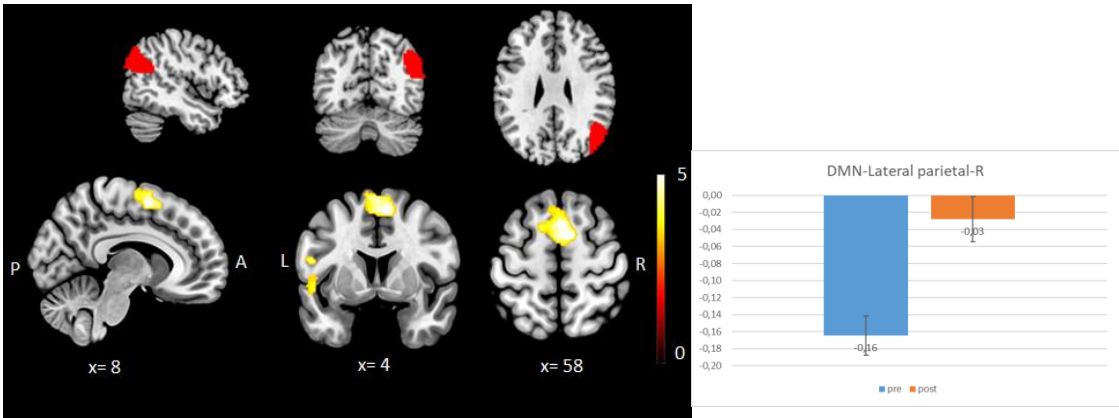 5
P
A
L
R
0
x= 8
x= 4
x= 58
DMN-Lateral parietal-R
0,00
-0,02
-0,04
-0,06
-0,08
-0,10
-0,12
-0,14
-0,16
-0,18
-0,20
-0,03
-0,16
pre post